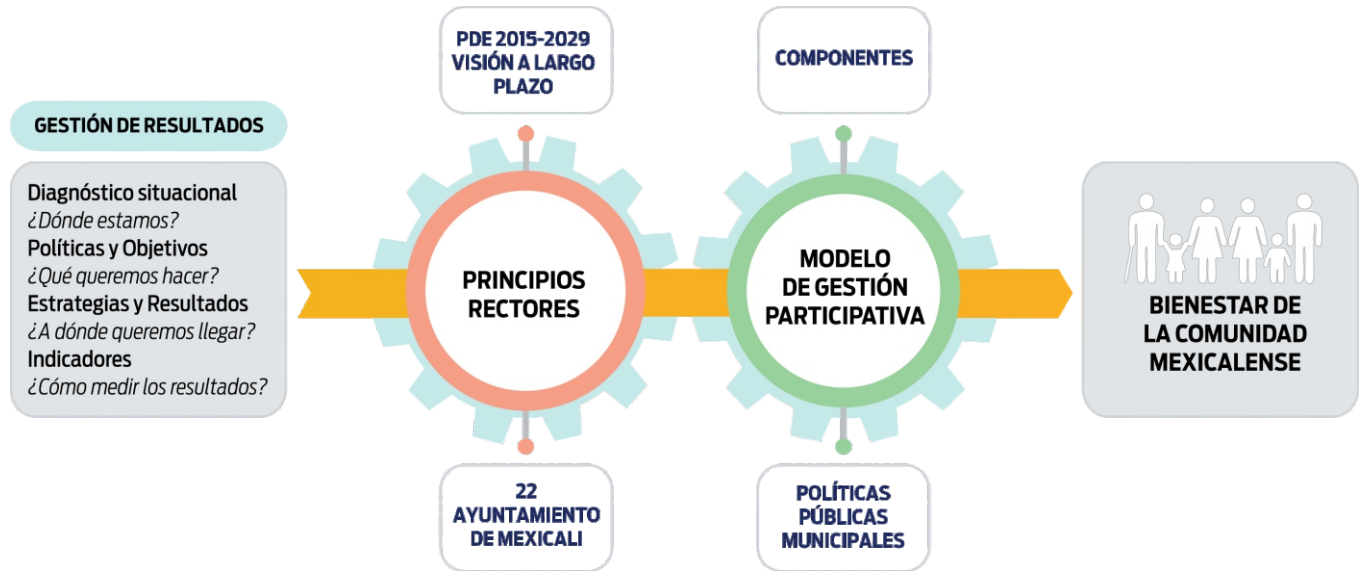 GESTIÓN DE RESULTADOS
Diagnóstico situacional
¿Dónde estamos?
Políticas y Objetivos
¿Qué queremos hacer?
Estrategias y Resultados
¿A dónde queremos llegar?
Indicadores
¿Cómo medir los resultados?
PDE 2015-2029
VISIÓN A LARGO
PLAZO
PRINCIPIOS
RECTORES
22
AYUNTAMIENTO
DE MEXICALI
COMPONENTES
MODELO
DE GESTIÓN
PARTICIPATIVA
POLÍTICAS
PÚBLICAS
MUNICIPALES
BIENESTAR DE
LA COMUNIDAD
MEXICALENSE